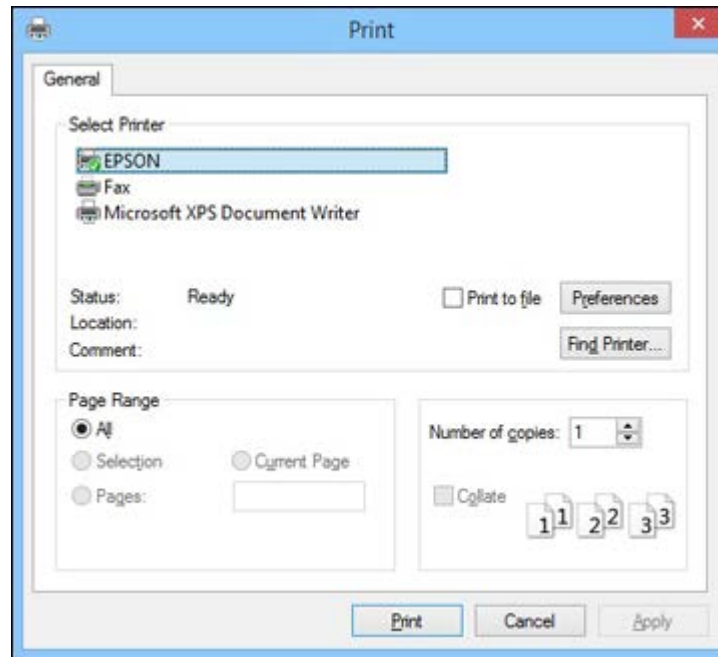 Print
General
Select Printer
EPSON
Fax
Microsoft XPS Document Writer
Status: Ready
Print to file
Preferences
Location:
Comment:
Find Printer...
Page Range
All
Selection
Current Page
Pages:
Number of copies: 1
Collate
1 1 2 2 3 3
Print
Cancel
Apply